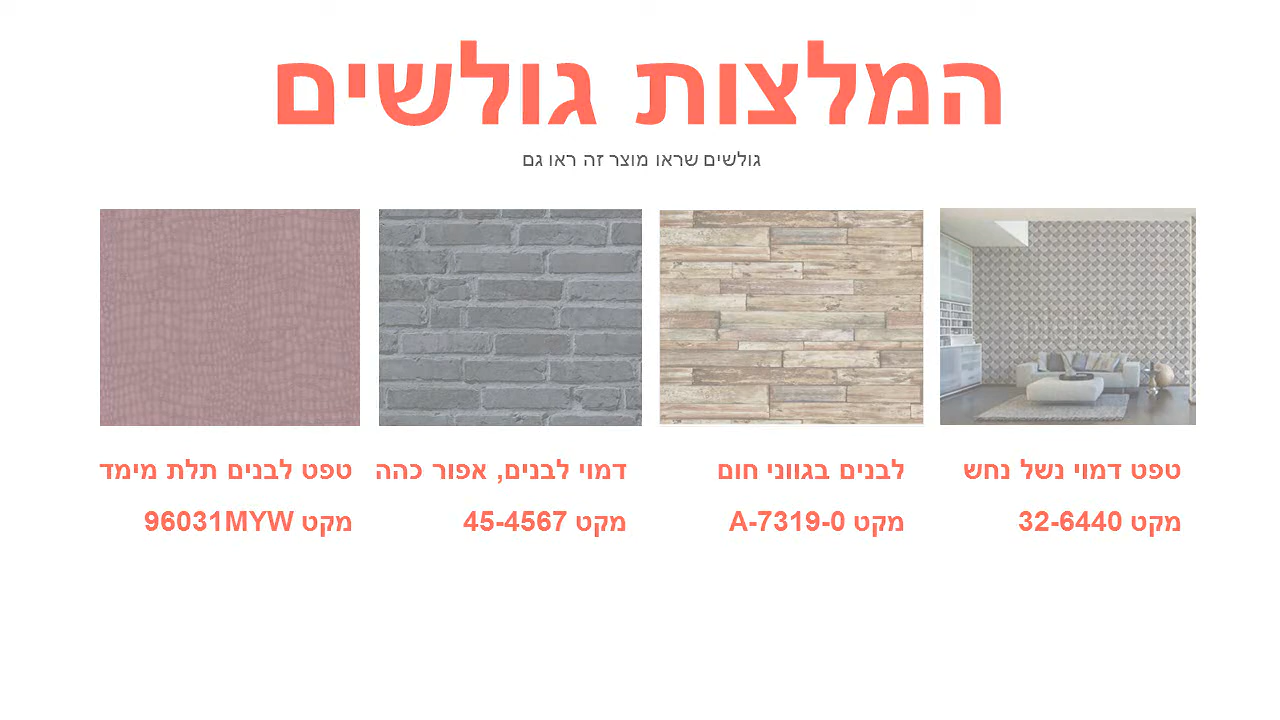 המלצות גולשים
גולשים שראו מוצר זה ראו גם
טפט דמוי נשל נחש
מקט 32-6440
לבנים בגווני חום
מקט A-7319-0
דמוי לבנים, אפור כהה
מקט 45-4567
טפט לבנים תלת מימד
מקט 96031MYW